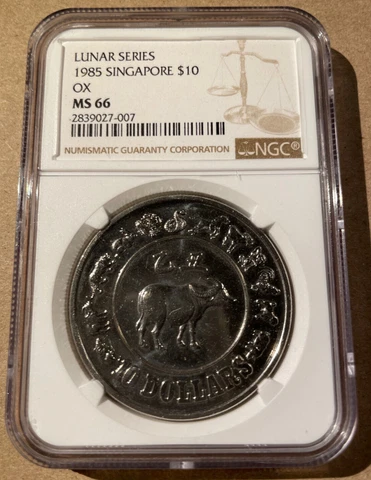 LUNAR SERIES
1985 SINGAPORE $10
OX
MS 66
2839027-007
NUMISMATIC GUARANTY CORPORATION
NGC®
10 DOLLARS